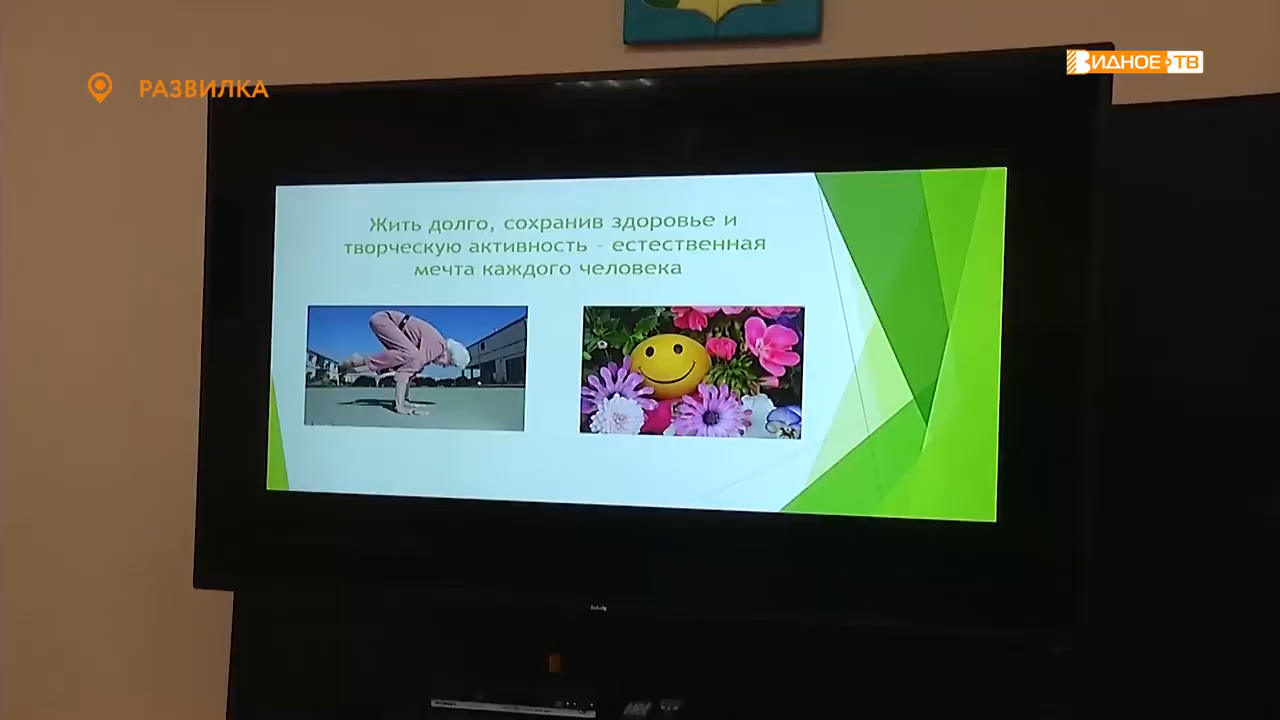 ВИДНОЕ ТВ
РАЗВИЛКА
Жить долго, сохранив здоровье и
творческую активность - естественная
мечта каждого человека